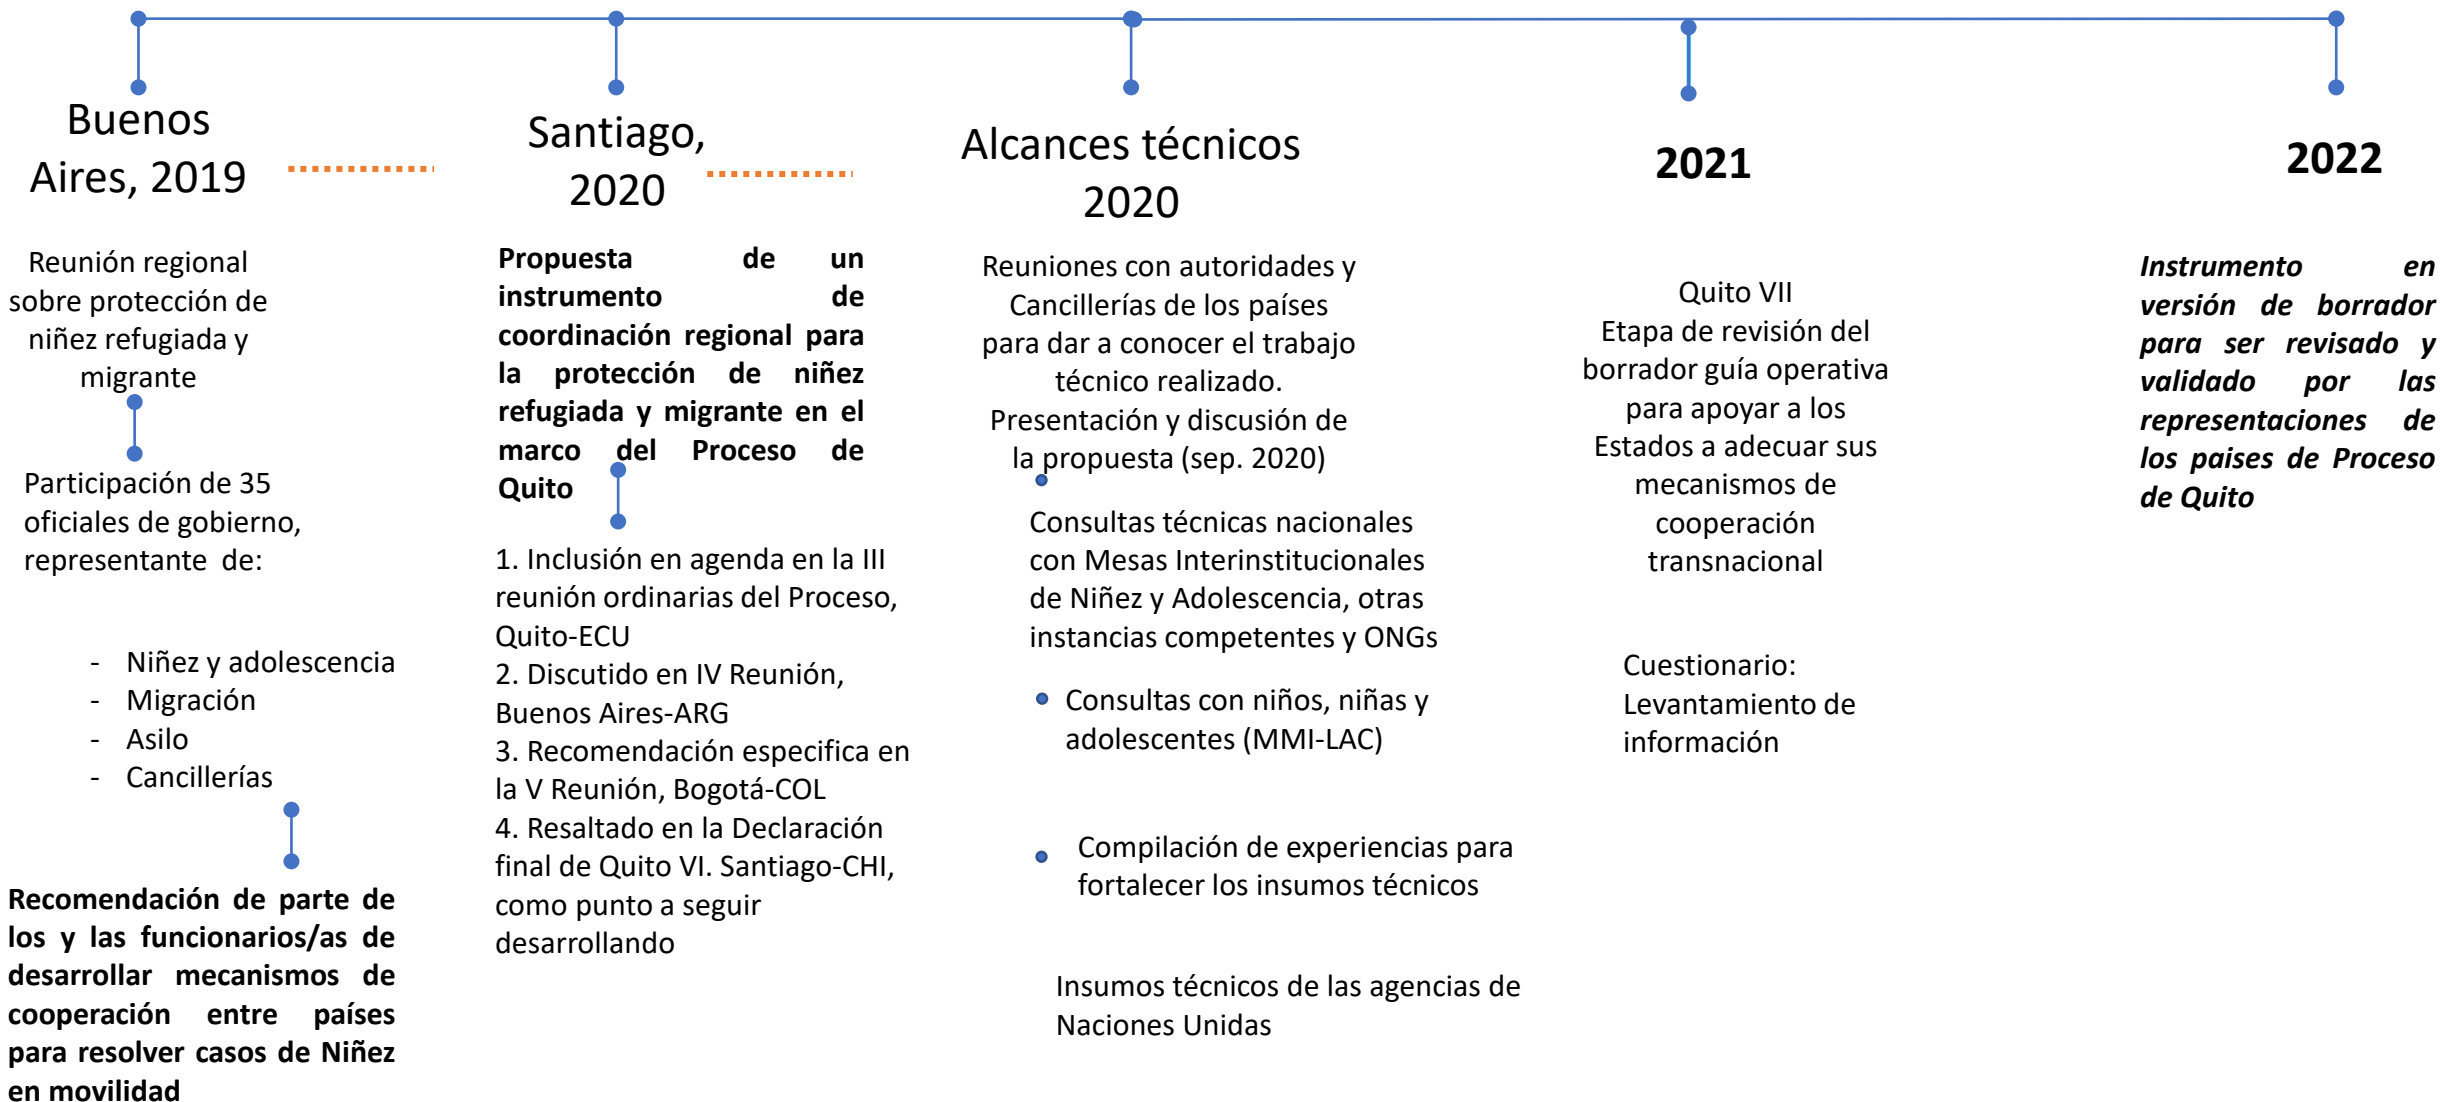 Buenos
Aires, 2019
Reunión regional
sobre protección de
niñez refugiada y
migrante
Participación de 35
oficiales de gobierno,
representante de:
- Niñez y adolescencia
- Migración
- Asilo
- Cancillerías
Recomendación de parte de
los y las funcionarios/as de
desarrollar mecanismos de
cooperación entre países
para resolver casos de Niñez
en movilidad
Santiago,
2020
Propuesta de un
instrumento de
coordinación regional para
la protección de niñez
refugiada y migrante en el
marco del Proceso de
Quito
1. Inclusión en agenda en la III
reunión ordinarias del Proceso,
Quito-ECU
2. Discutido en IV Reunión,
Buenos Aires-ARG
3. Recomendación especifica en
la V Reunión, Bogotá-COL
4. Resaltado en la Declaración
final de Quito VI. Santiago-CHI,
como punto a seguir
desarrollando
Alcances técnicos
2020
Reuniones con autoridades y
Cancillerías de los países
para dar a conocer el trabajo
técnico realizado.
Presentación y discusión de
la propuesta (sep. 2020)
Consultas técnicas nacionales
con Mesas Interinstitucionales
de Niñez y Adolescencia, otras
instancias competentes y ONGs
Consultas con niños, niñas y
adolescentes (MMI-LAC)
Compilación de experiencias para
fortalecer los insumos técnicos
Insumos técnicos de las agencias de
Naciones Unidas
2021
Quito VII
Etapa de revisión del
borrador guía operativa
para apoyar a los
Estados a adecuar sus
mecanismos de
cooperación
transnacional
Cuestionario:
Levantamiento de
información
2022
Instrumento en
versión de borrador
para ser revisado y
validado por las
representaciones de
los paises de Proceso
de Quito